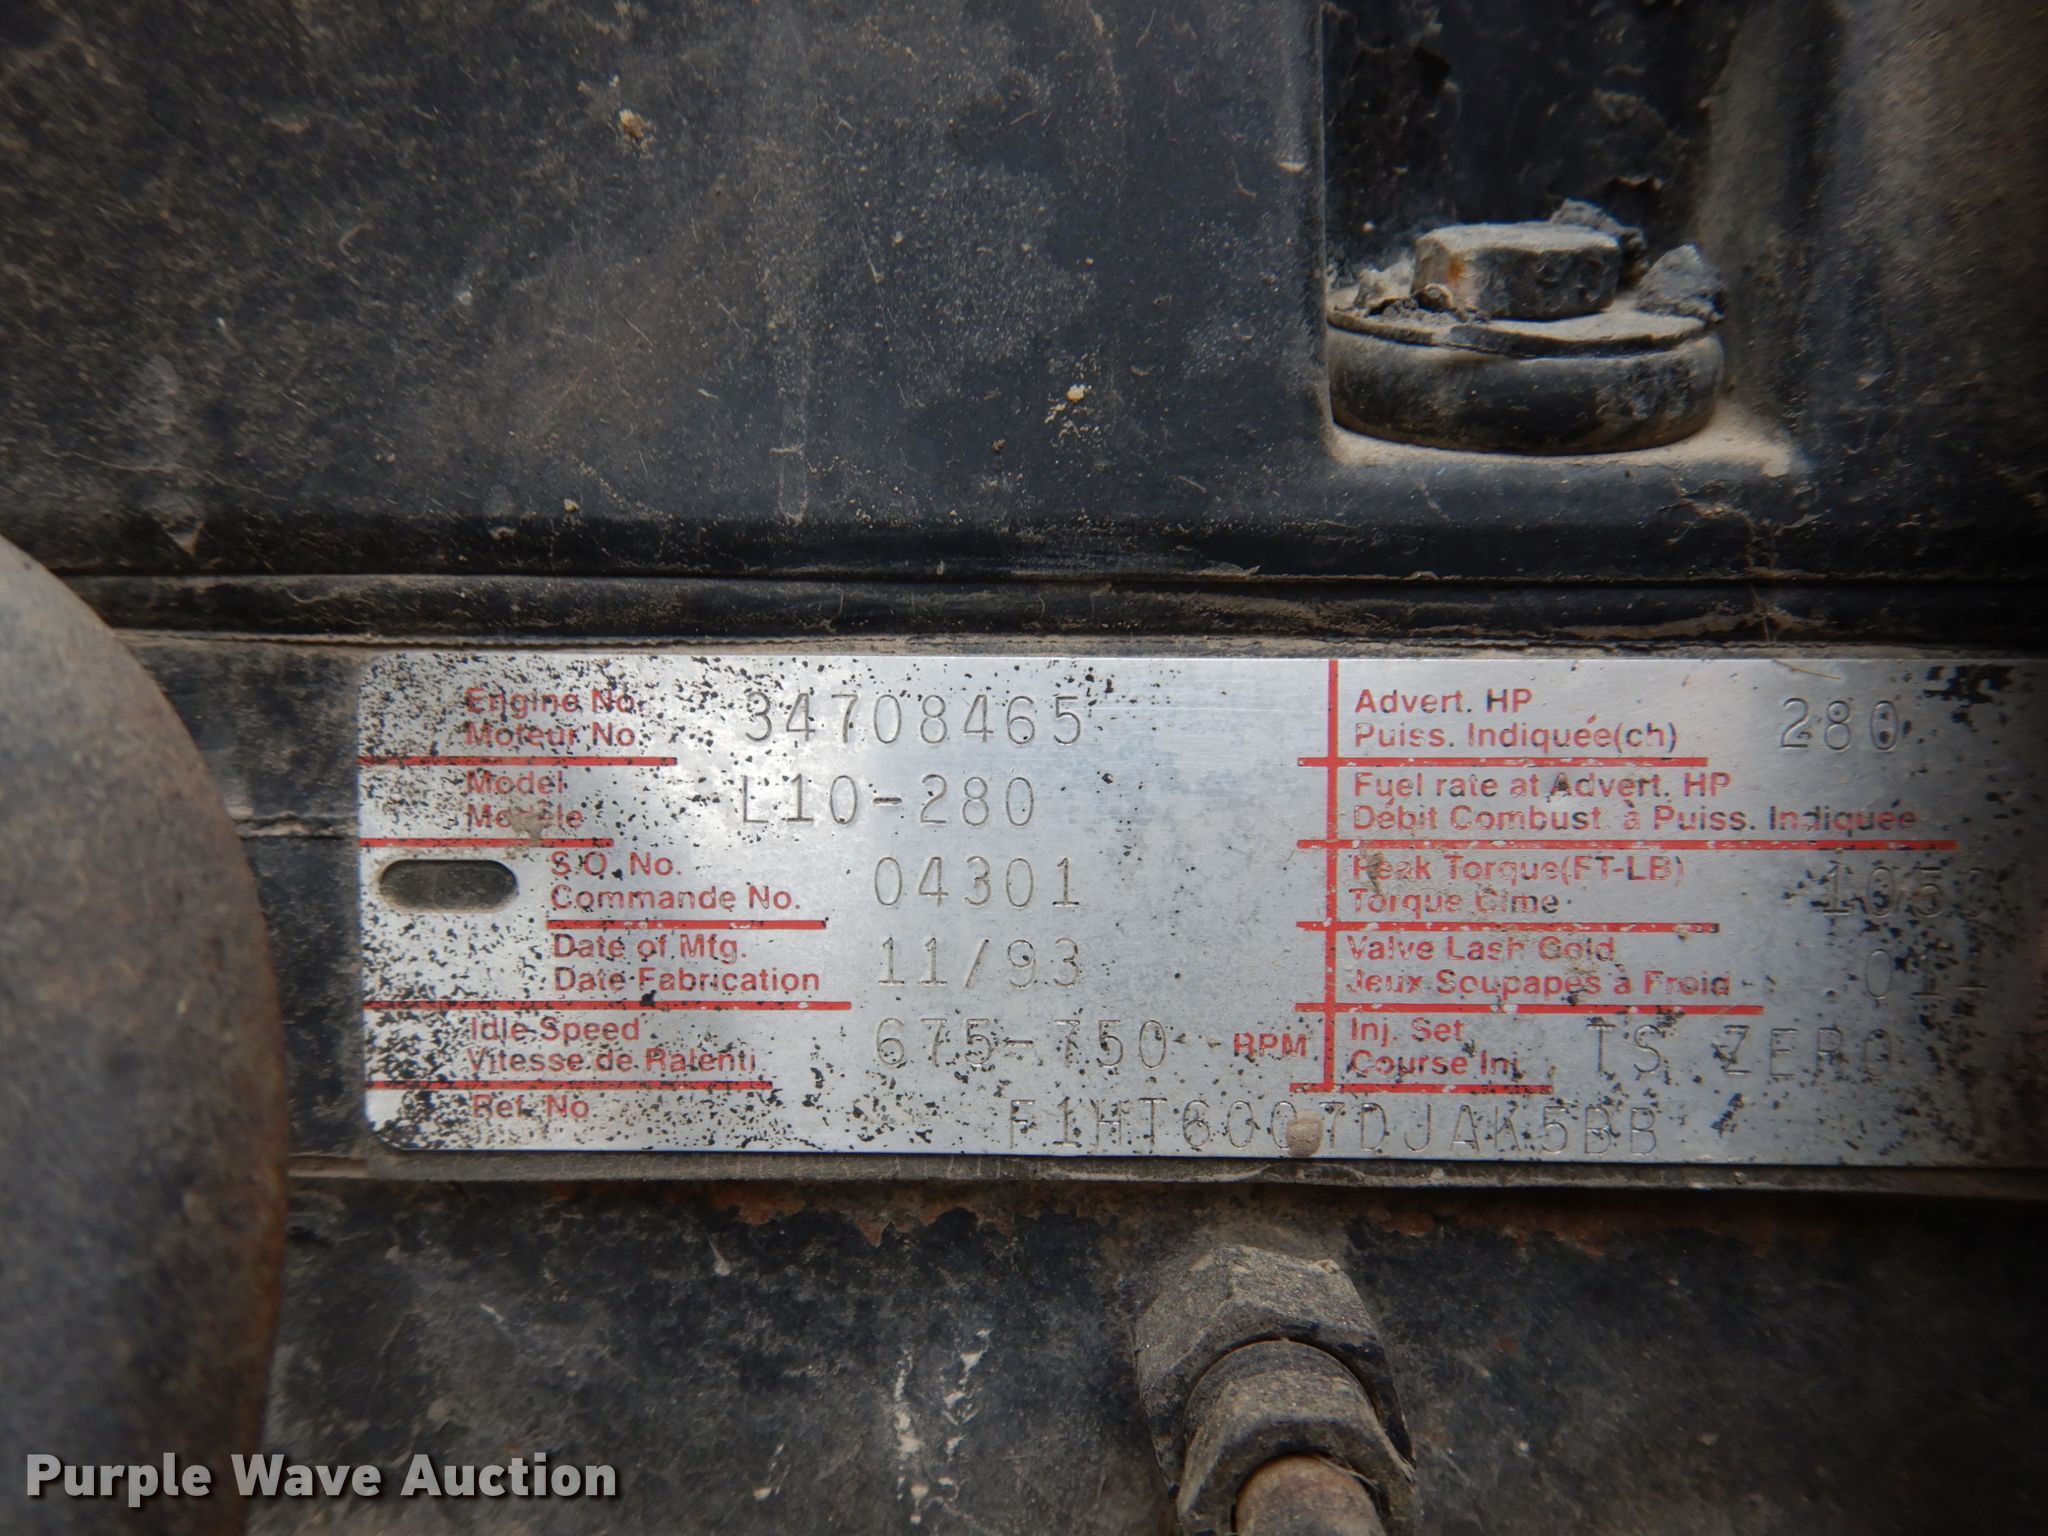 Engine No. 34708465
Moteur No.
Model L10-280
Modèle
S.O. No. 04301
Commande No.
Date of Mfg. 11/93
Date Fabrication
Idle Speed 675-750 RPM
Vitesse de Ralenti
Ref. No F1HT6007DJAK5BB
Advert. HP 280
Puiss. Indiquée(ch)
Fuel rate at Advert. HP
Débit Combust. à Puiss. Indiquée
Peak Torque(FT-LB) 1050
Torque Cime
Valve Lash Cold
Jeux Soupapes à Froid
Inj. Set TS ZERO
Course Inj.
Purple Wave Auction